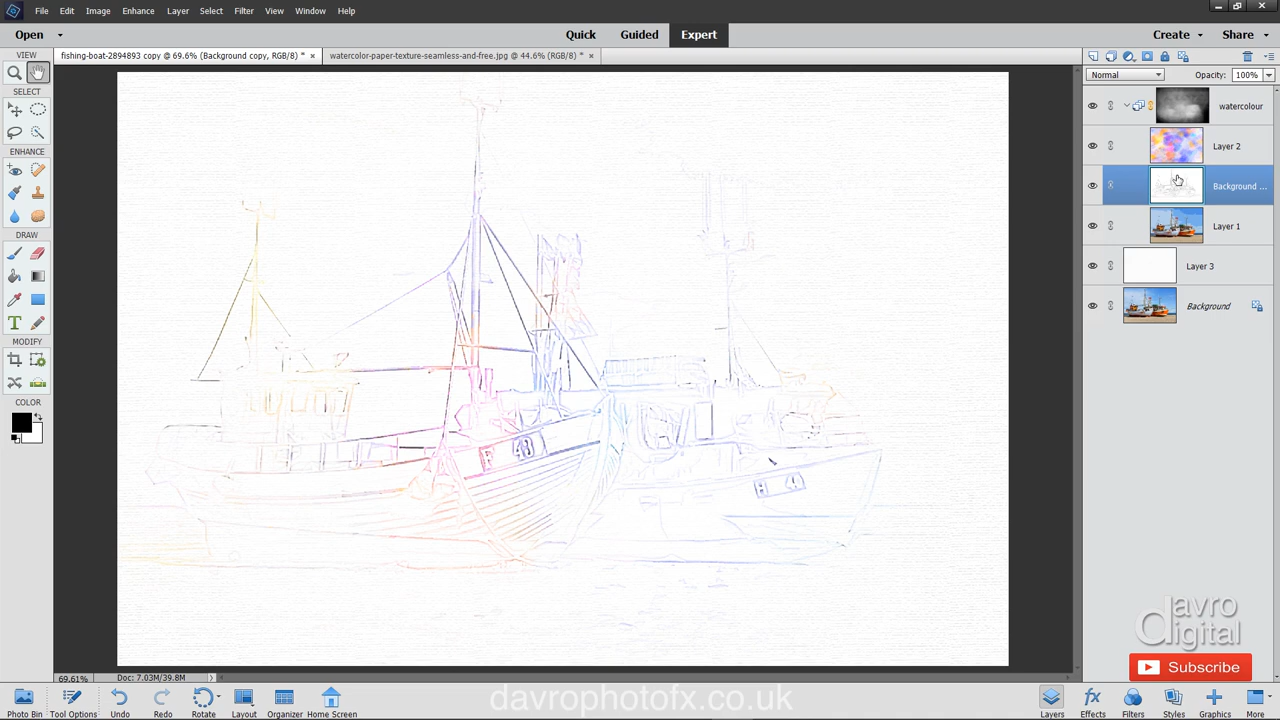 File Edit Image Enhance Layer Select Filter View Window Help
Open Quick Guided Expert Create Share
fishing-boat-2894893 copy @ 69.6% (Background copy, RGB/8) * ×
watercolor-paper-texture-seamless-and-free.jpg @ 44.6% (RGB/8) * ×
VIEW
SELECT
ENHANCE
DRAW
T
MODIFY
COLOR
Normal Opacity: 100%
watercolour
Layer 2
Background ...
Layer 1
Layer 3
Background
davro
digital
Subscribe
69.61% Doc: 7.03M/39.8M
Photo Bin Tool Options Undo Redo Rotate Layout Organizer Home Screen
davrophotofx.co.uk
Layers Effects Filters Styles Graphics More